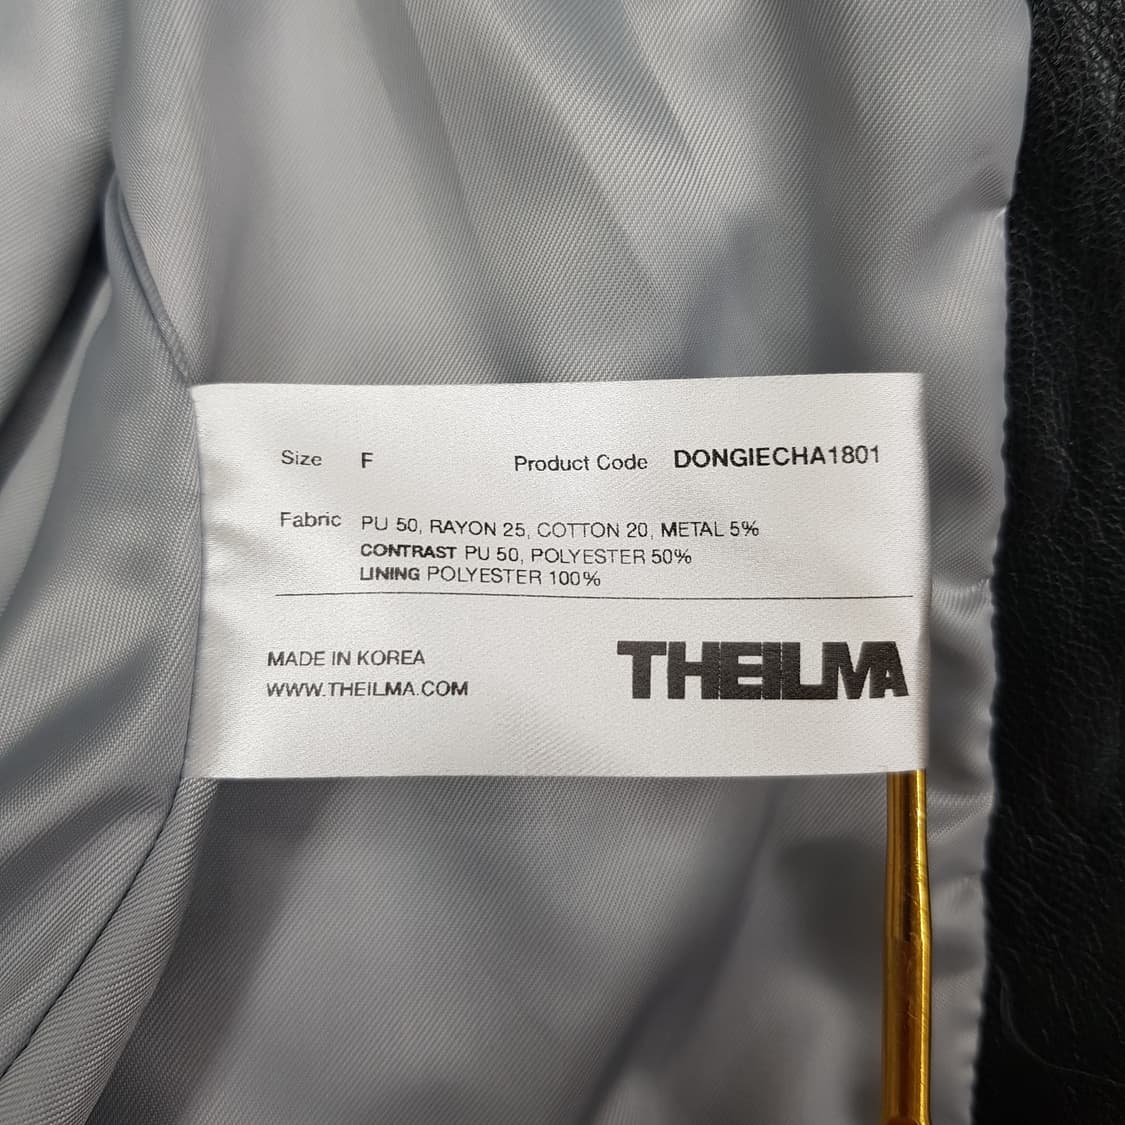 Size F Product Code DONGIECHA1801
Fabric PU 50, RAYON 25, COTTON 20, METAL 5%
CONTRAST PU 50, POLYESTER 50%
LINING POLYESTER 100%
MADE IN KOREA
WWW.THEILMA.COM
THEILMA